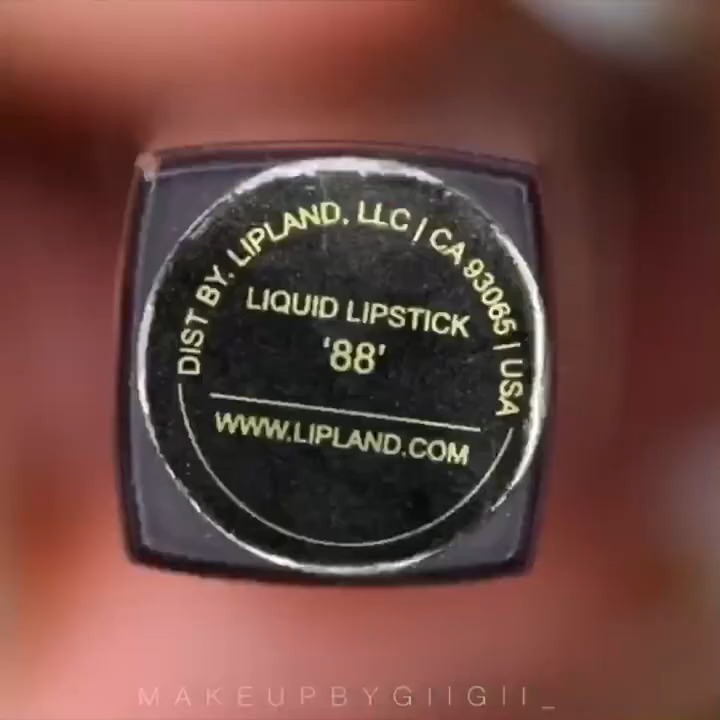 DIST BY. LIPLAND. LLC | CA 93065 | USA
LIQUID LIPSTICK
'88'
WWW.LIPLAND.COM
MAKEUPBYGIIGII_